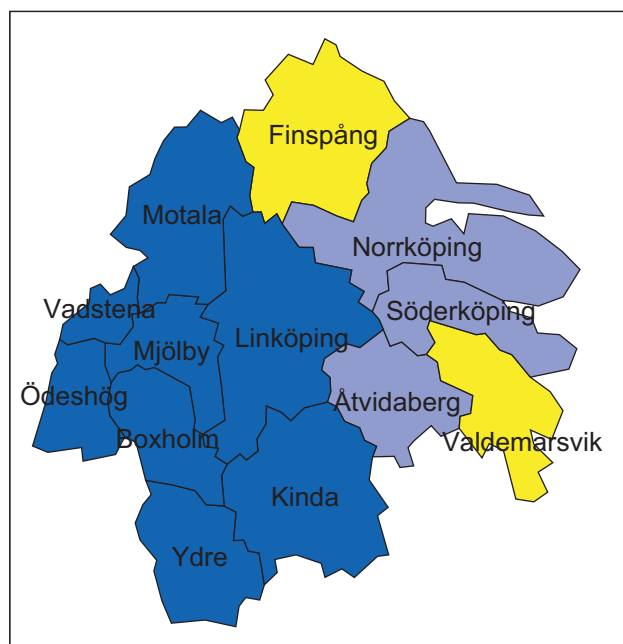 Finspång
Motala
Norrköping
Vadstena
Söderköping
Linköping
Mjölby
Ödeshög
Åtvidaberg
Boxholm
Valdemarsvik
Kinda
Ydre